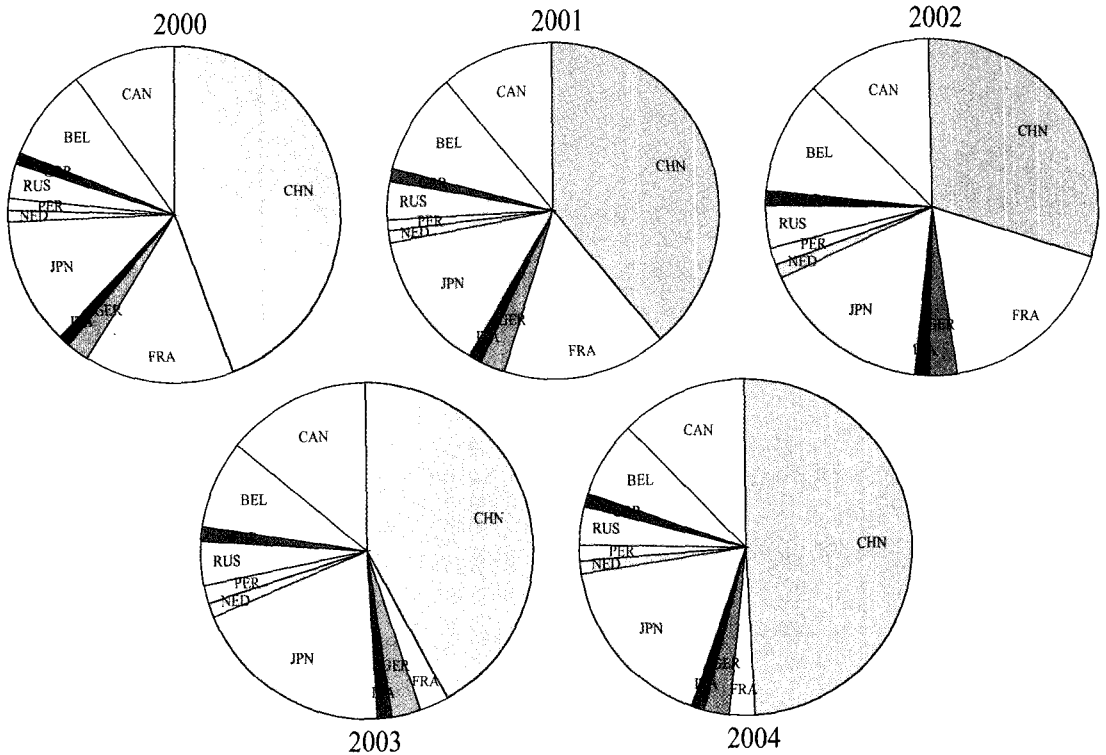 2000
2001
2002
CAN
CHN
FRA
GER
JPN
NED
PER
RUS
BEL
CAN
CHN
FRA
GER
JPN
NED
PER
RUS
BEL
CAN
CHN
FRA
GER
JPN
NED
PER
RUS
BEL
CAN
CHN
FRA
GER
JPN
NED
PER
RUS
BEL
CAN
CHN
FRA
GER
JPN
NED
PER
RUS
BEL
2003
2004